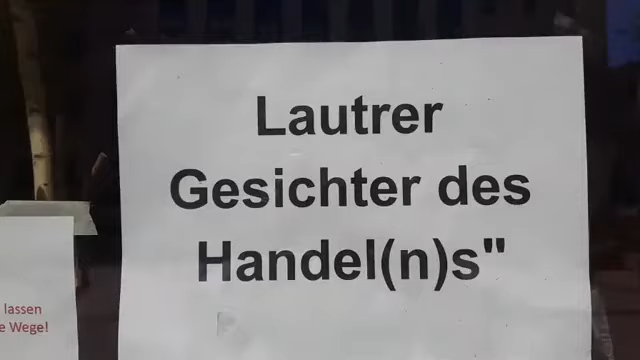 Lautrer
Gesichter des
Handel(n)s"
lassen
e Wege!